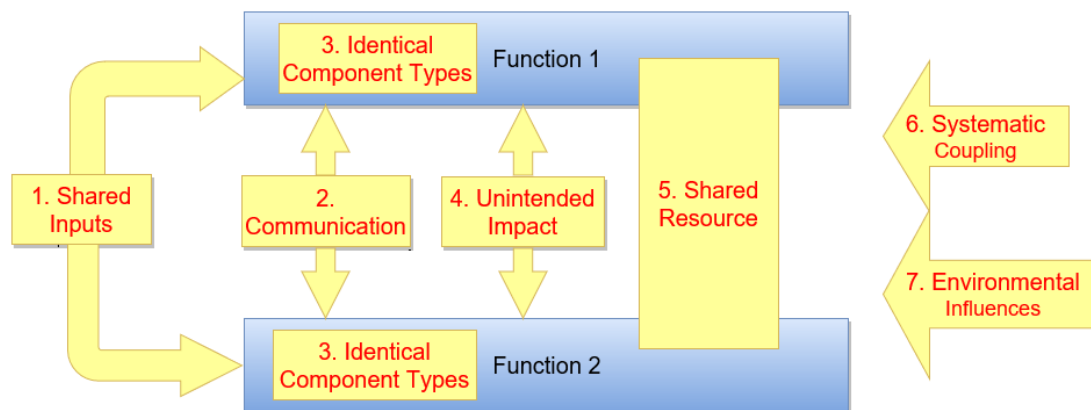 3. Identical
Component Types
Function 1
6. Systematic
Coupling
1. Shared
Inputs
2.
Communication
4. Unintended
Impact
5. Shared
Resource
7. Environmental
Influences
3. Identical
Component Types
Function 2